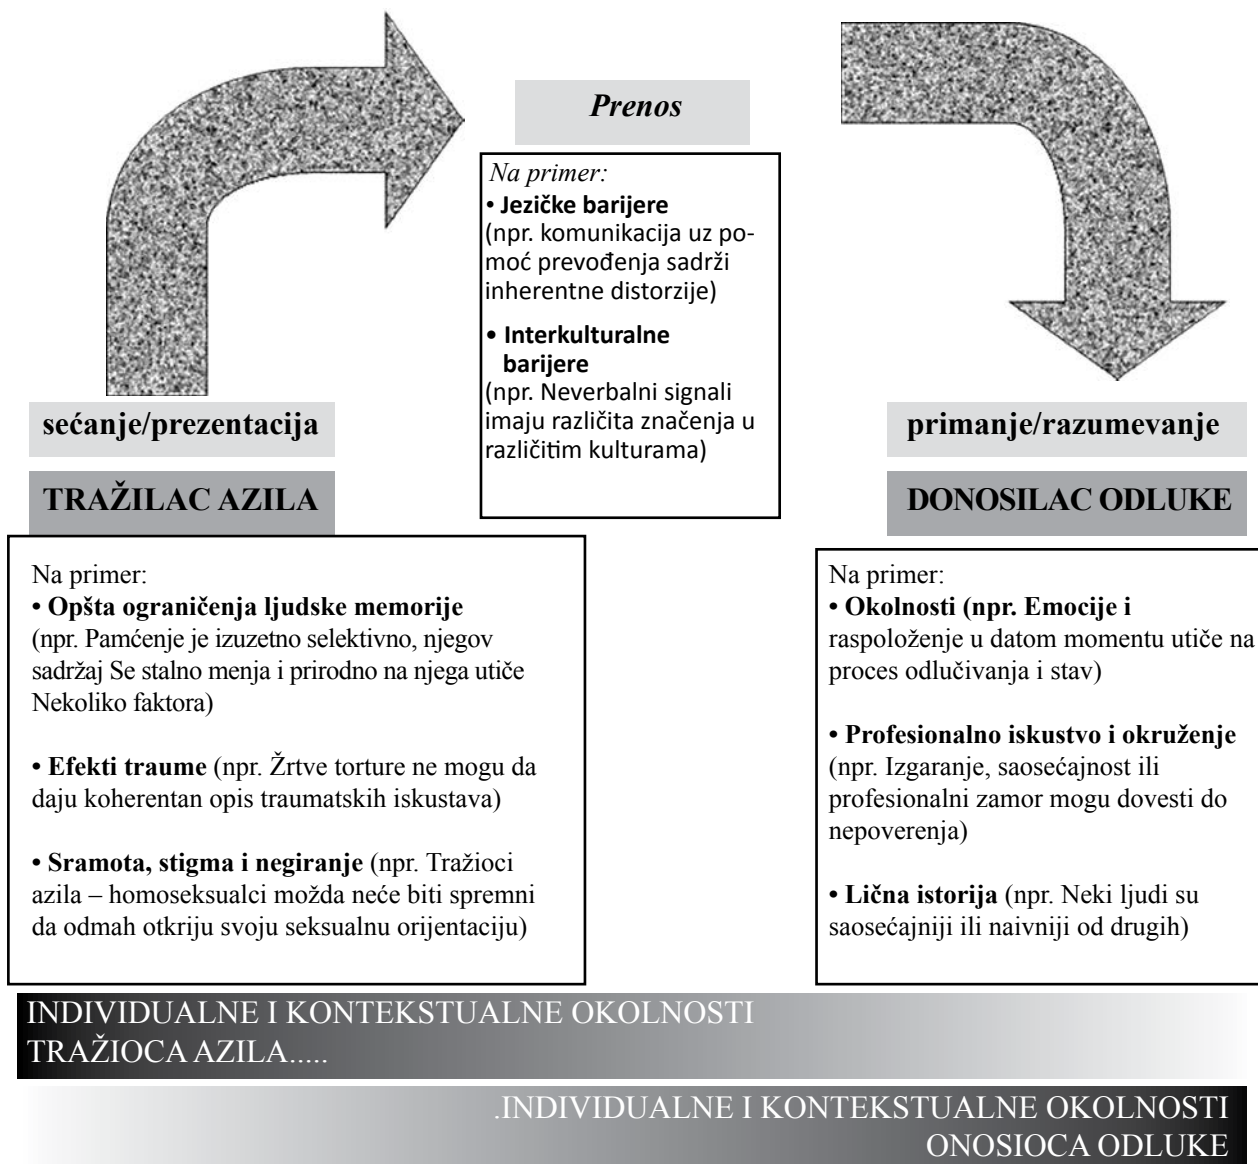 Prenos
Na primer:
• Jezičke barijere
(npr. komunikacija uz po-
moć prevođenja sadrži
inherentne distorzije)
• Interkulturalne
barijere
(npr. Neverbalni signali
imaju različita značenja u
različitim kulturama)
sećanje/prezentacija
TRAŽILAC AZILA
Na primer:
• Opšta ograničenja ljudske memorije
(npr. Pamćenje je izuzetno selektivno, njegov
sadržaj Se stalno menja i prirodno na njega utiče
Nekoliko faktora)
• Efekti traume (npr. Žrtve torture ne mogu da
daju koherentan opis traumatskih iskustava)
• Sramota, stigma i negiranje (npr. Tražioci
azila – homoseksualci možda neće biti spremni
da odmah otkriju svoju seksualnu orijentaciju)
primanje/razumevanje
DONOSILAC ODLUKE
Na primer:
• Okolnosti (npr. Emocije i
raspoloženje u datom momentu utiče na
proces odlučivanja i stav)
• Profesionalno iskustvo i okruženje
(npr. Izgaranje, saosećajnost ili
profesionalni zamor mogu dovesti do
nepoverenja)
• Lična istorija (npr. Neki ljudi su
saosećajniji ili naivniji od drugih)
INDIVIDUALNE I KONTEKSTUALNE OKOLNOSTI
TRAŽIOCA AZILA.....
.INDIVIDUALNE I KONTEKSTUALNE OKOLNOSTI
ONOSIOCA ODLUKE